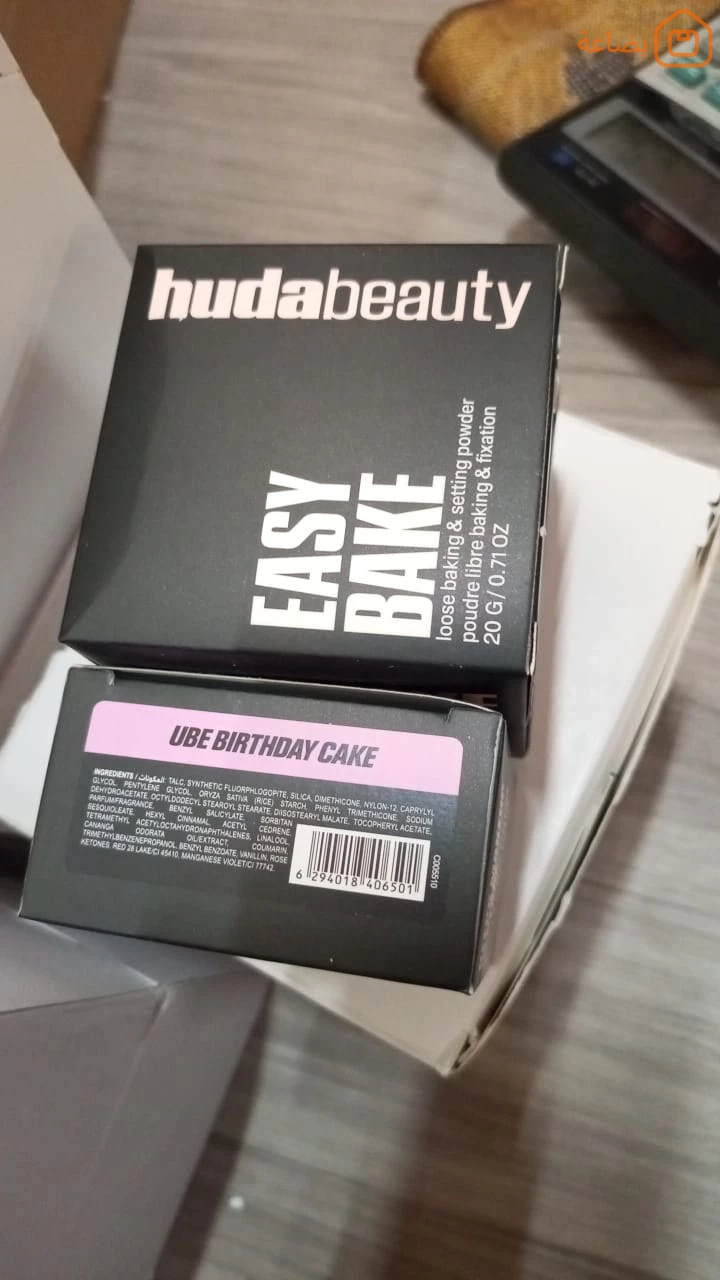 بضاعة
hudabeauty
EASY
BAKE
loose baking & setting powder
poudre libre baking & fixation
20 G / 0.71 OZ
UBE BIRTHDAY CAKE
INGREDIENTS / المكونات: TALC, SYNTHETIC FLUORPHLOGOPITE, SILICA, DIMETHICONE, NYLON-12, CAPRYLYL
GLYCOL, PENTYLENE GLYCOL, ORYZA SATIVA (RICE) STARCH, PHENYL TRIMETHICONE, SODIUM
DEHYDROACETATE, OCTYLDODECYL STEAROYL STEARATE, DIISOSTEARYL MALATE, TOCOPHERYL ACETATE,
PARFUM/FRAGRANCE, BENZYL SALICYLATE, SORBITAN
SESQUIOLEATE, HEXYL CINNAMAL, ACETYL CEDRENE,
TETRAMETHYL ACETYLOCTAHYDRONAPHTHALENES, LINALOOL,
CANANGA ODORATA OIL/EXTRACT, COUMARIN,
TRIMETHYLBENZENEPROPANOL, BENZYL BENZOATE, VANILLIN, ROSE
KETONES, RED 28 LAKE/CI 45410, MANGANESE VIOLET/CI 77742.
6 294018 406501
C005510